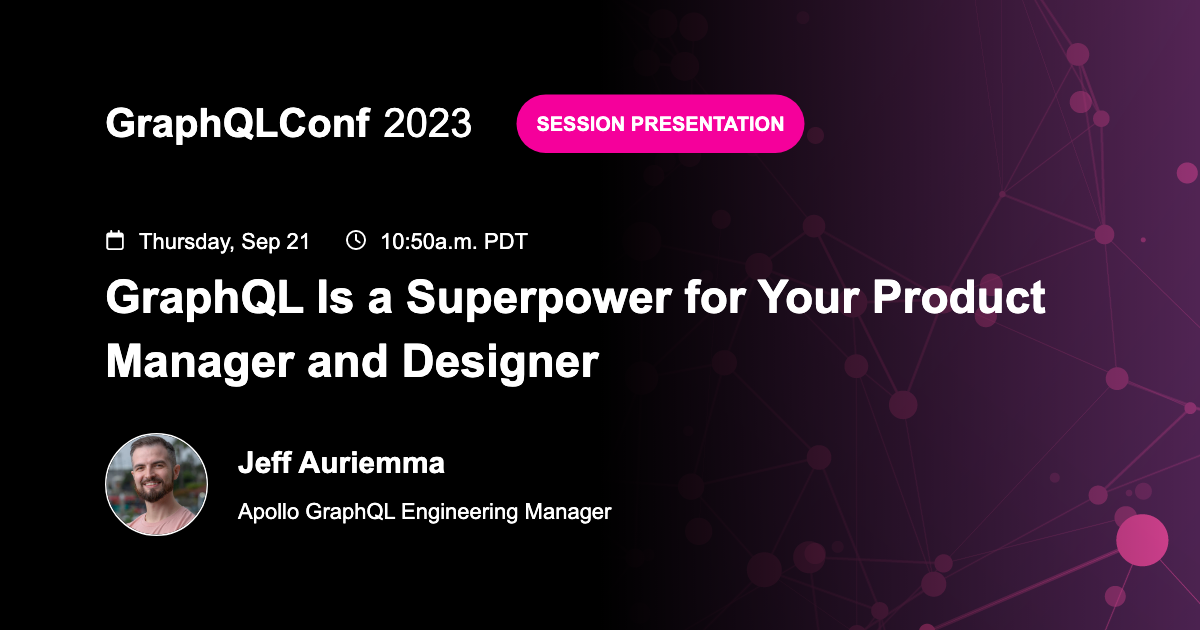 GraphQLConf 2023
SESSION PRESENTATION
Thursday, Sep 21
10:50a.m. PDT
GraphQL Is a Superpower for Your Product
Manager and Designer
Jeff Auriemma
Apollo GraphQL Engineering Manager